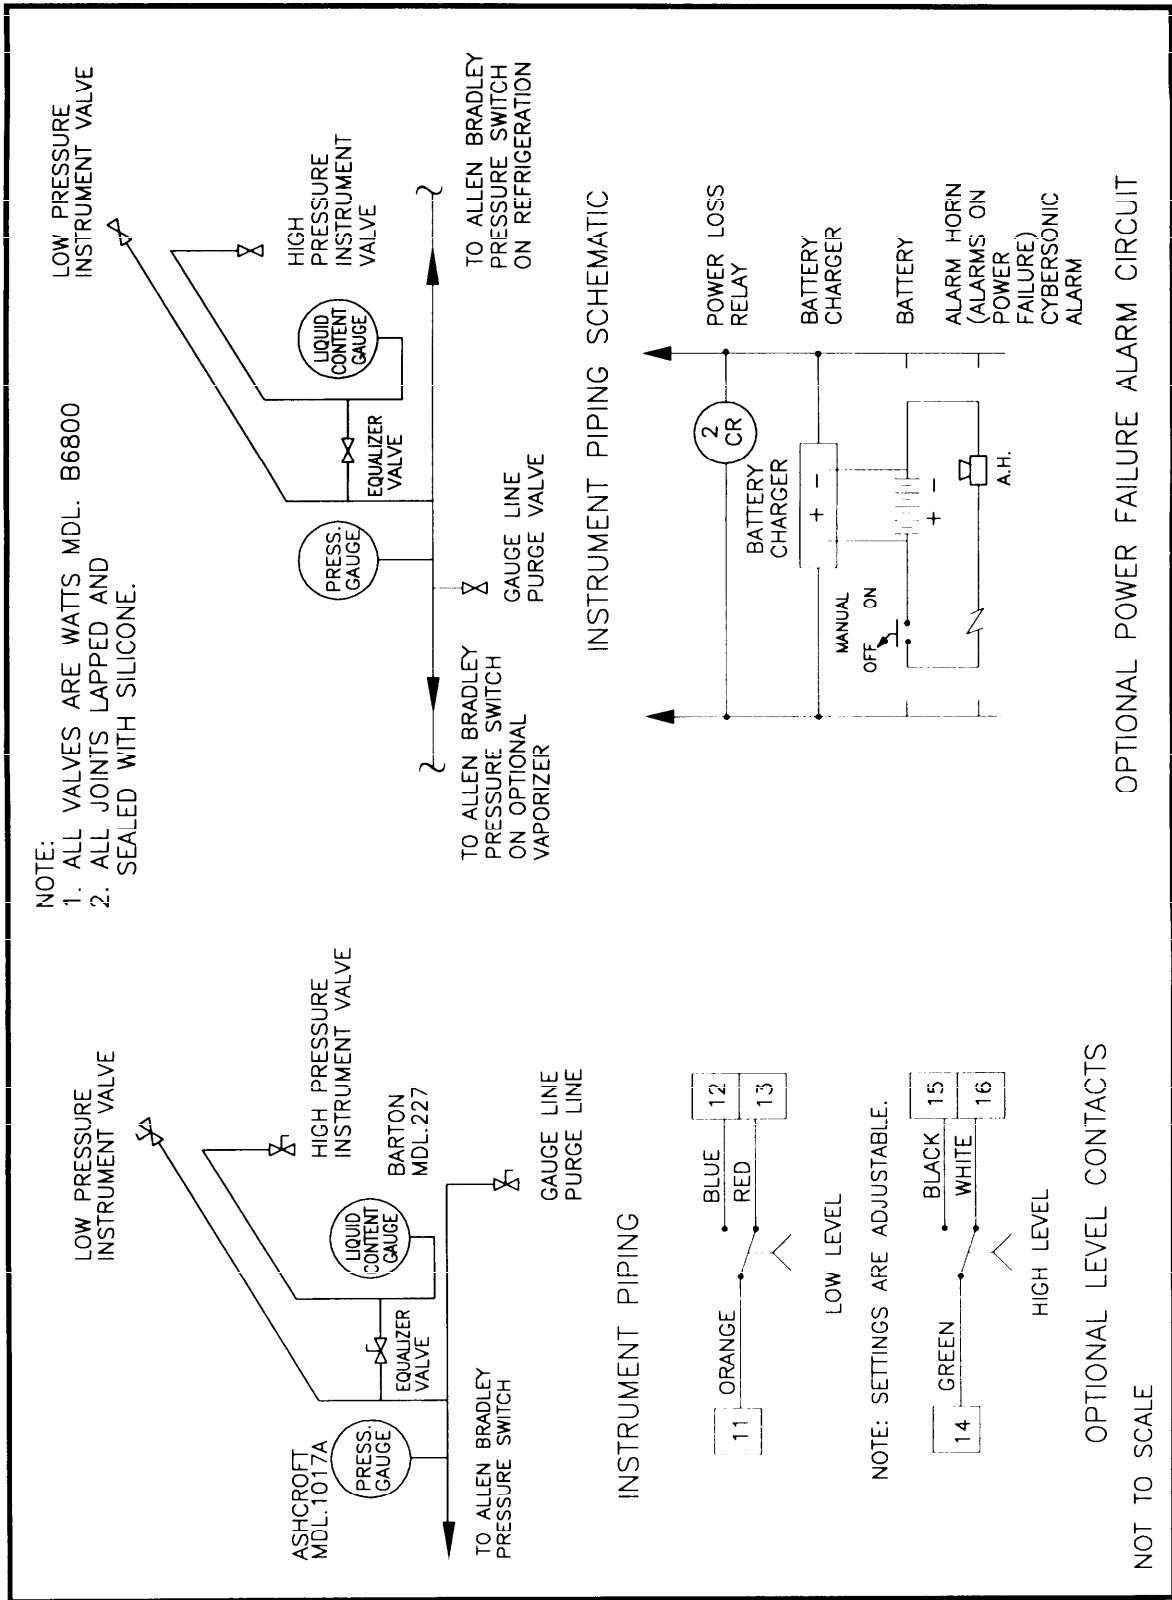 LOW PRESSURE
INSTRUMENT VALVE
ASHCROFT
MDL.1017A
PRESS.
GAUGE
EQUALIZER
VALVE
LIQUID
CONTENT
GAUGE
HIGH PRESSURE
INSTRUMENT VALVE
BARTON
MDL.227
GAUGE LINE
PURGE LINE
TO ALLEN BRADLEY
PRESSURE SWITCH
INSTRUMENT PIPING
NOTE:
1. ALL VALVES ARE WATTS MDL. B6800
2. ALL JOINTS LAPPED AND
SEALED WITH SILICONE.
LOW PRESSURE
INSTRUMENT VALVE
PRESS.
GAUGE
EQUALIZER
VALVE
LIQUID
CONTENT
GAUGE
HIGH
PRESSURE
INSTRUMENT
VALVE
TO ALLEN BRADLEY
PRESSURE SWITCH
ON OPTIONAL
VAPORIZER
GAUGE LINE
PURGE VALVE
TO ALLEN BRADLEY
PRESSURE SWITCH
ON REFRIGERATION
INSTRUMENT PIPING SCHEMATIC
11
ORANGE
BLUE
RED
12
13
LOW LEVEL
NOTE: SETTINGS ARE ADJUSTABLE.
14
GREEN
BLACK
WHITE
15
16
HIGH LEVEL
OPTIONAL LEVEL CONTACTS
NOT TO SCALE
2
CR
POWER LOSS
RELAY
BATTERY
CHARGER
+ -
BATTERY
CHARGER
MANUAL
OFF ON
+ -
BATTERY
A.H.
ALARM HORN
(ALARMS ON
POWER
FAILURE)
CYBERSONIC
ALARM
OPTIONAL POWER FAILURE ALARM CIRCUIT